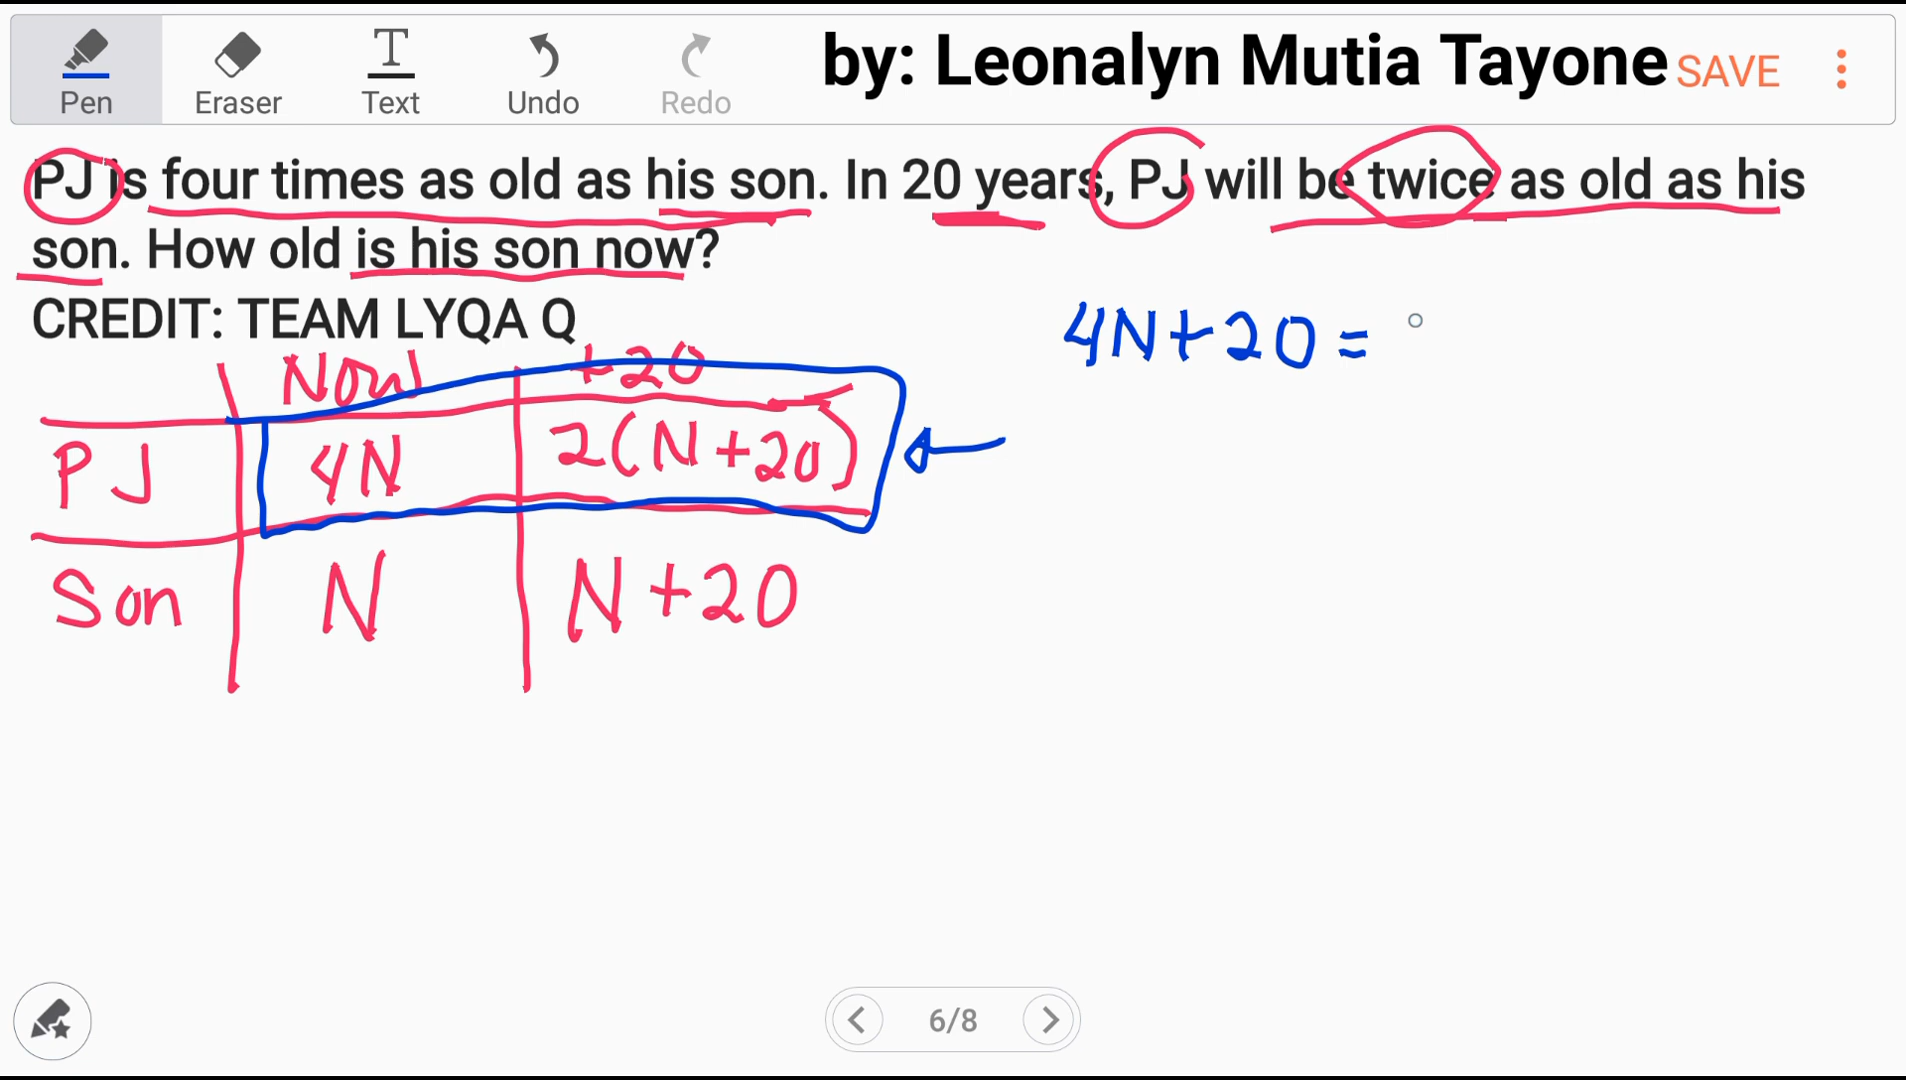 by: Leonalyn Mutia Tayone SAVE
Pen Eraser Text Undo Redo
PJ is four times as old as his son. In 20 years, PJ will be twice as old as his
son. How old is his son now?
CREDIT: TEAM LYQA Q
4N+20=
Now +20
PJ 4N 2(N+20)
Son N N+20
6/8